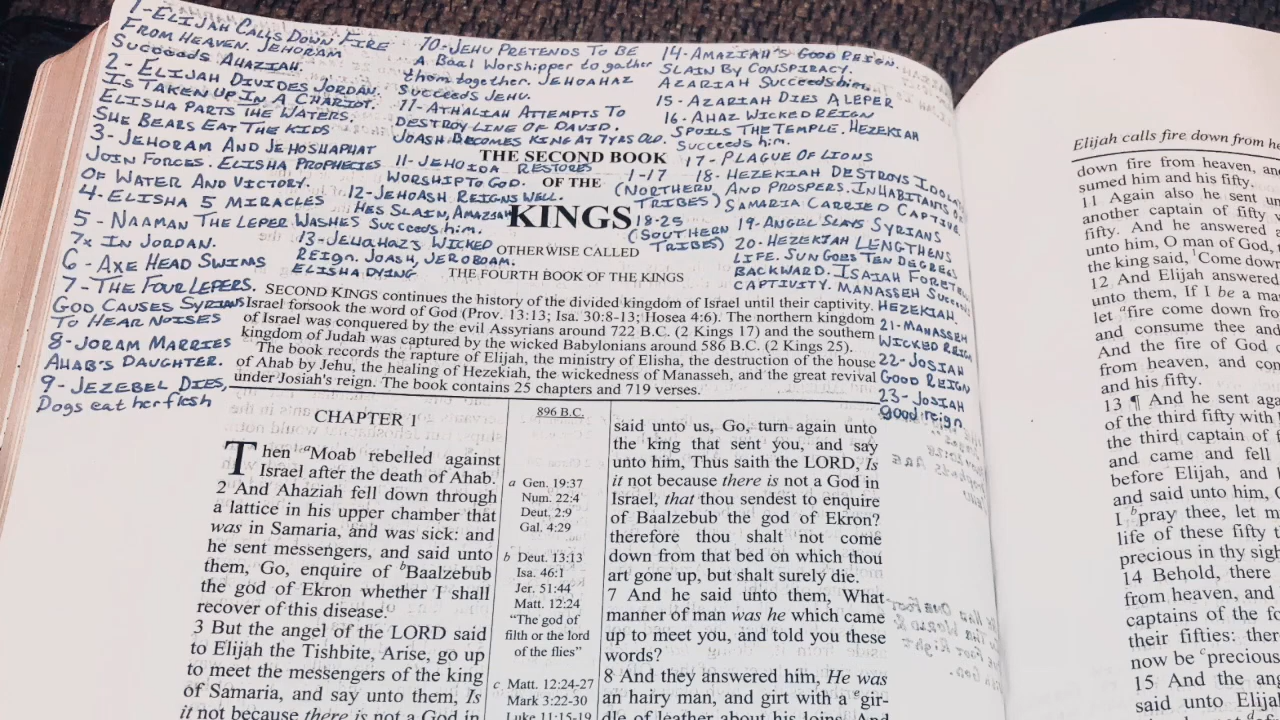 1-ELIJAH CALLS DOWN FIRE
FROM HEAVEN. JEHORAM
Succeeds AHAZIAH.
2 - ELIJAH DIVIDES JORDAN.
IS TAKEN UP IN A CHARIOT.
ELISHA PARTS THE WATERS.
SHE BEARS EAT THE KIDS
3- JEHORAM AND JEHOSHAPHAT
JOIN FORCES. ELISHA PROPHECIES
OF WATER AND VICTORY.
4- ELISHA 5 MIRACLES
5 - NAAMAN THE LEPER WASHES
7x IN JORDAN.
6 - AXE HEAD SWIMS
7 - THE FOUR LEPERS.
GOD CAUSES SYRIANS
TO HEAR NOISES
8- JORAM MARRIES
AHAB'S DAUGHTER.
9 - JEZEBEL DIES,
Dogs eat her flesh
10- JEHU PRETENDS TO BE
A Baal Worshipper to gather
them together. JEHOAHAZ
succeeds JEHU.
11- ATHALIAH ATTEMPTS TO
DESTROY LINE OF DAVID.
JOASH BECOMES KING AT 7 YRS OLD.
11- JEHOIDA RESTORES
WORSHIP TO GOD.
12- JEHOASH REIGNS WELL.
HES SLAIN, AMAZIAH
Succeeds him.
13- JEHOAHAZ'S WICKED
REIGN. JOASH, JEROBOAM.
ELISHA DYING
14- AMAZIAH'S GOOD REIGN.
SLAIN BY CONSPIRACY.
AZARIAH Succeeds him.
15 - AZARIAH DIES A LEPER
16 - AHAZ WICKED REIGN
SPOILS THE TEMPLE. HEZEKIAH
Succeeds him.
17 - PLAGUE OF LIONS
18- HEZEKIAH DESTROYS
AND PROSPERS. INHABITANTS OF
SAMARIA CARRIED CAPTIVE.
19- ANGEL SLAYS SYRIANS
20- HEZEKIAH LENGTHENS
LIFE. SUN GOES TEN DEGREES
BACKWARD. ISAIAH
CAPTIVITY. MANASSEH
HEZEKIAH.
21- MANASSEH
WICKED REIGN
22- JOSIAH
GOOD REIGN
23- JOSIAH
good reign
1-17
(NORTHERN
TRIBES)
18-25
(SOUTHERN
TRIBES)
THE SECOND BOOK
OF THE
KINGS
OTHERWISE CALLED
THE FOURTH BOOK OF THE KINGS
SECOND KINGS continues the history of the divided kingdom of Israel until their captivity.
Israel forsook the word of God (Prov. 13:13; Isa. 30:8-13; Hosea 4:6). The northern kingdom
of Israel was conquered by the evil Assyrians around 722 B.C. (2 Kings 17) and the southern
kingdom of Judah was captured by the wicked Babylonians around 586 B.C. (2 Kings 25).
The book records the rapture of Elijah, the ministry of Elisha, the destruction of the house
of Ahab by Jehu, the healing of Hezekiah, the wickedness of Manasseh, and the great revival
under Josiah's reign. The book contains 25 chapters and 719 verses.
CHAPTER 1
Then aMoab rebelled against
Israel after the death of Ahab.
2 And Ahaziah fell down through
a lattice in his upper chamber that
was in Samaria, and was sick: and
he sent messengers, and said unto
them, Go, enquire of bBaalzebub
the god of Ekron whether I shall
recover of this disease.
3 But the angel of the LORD said
to Elijah the Tishbite, Arise, go up
to meet the messengers of the king
of Samaria, and say unto them, Is
it not because there is not a God in
896 B.C.
a Gen. 19:37
Num. 22:4
Deut. 2:9
Gal. 4:29
b Deut. 13:13
Isa. 46:1
Jer. 51:44
Matt. 12:24
"The god of
filth or the lord
of the flies"
c Matt. 12:24-27
Mark 3:22-30
Luke 11:15-19
said unto us, Go, turn again unto
the king that sent you, and say
unto him, Thus saith the LORD, Is
it not because there is not a God in
Israel, that thou sendest to enquire
of Baalzebub the god of Ekron?
therefore thou shalt not come
down from that bed on which thou
art gone up, but shalt surely die.
7 And he said unto them, What
manner of man was he which came
up to meet you, and told you these
words?
8 And they answered him, He was
an hairy man, and girt with a gir-
dle of leather about his loins. And
Elijah calls fire down from
down fire from heaven,
sumed him and his fifty.
11 Again also he sent
another captain of fifty
fifty. And he answered
unto him, O man of God,
the king said, Come down
12 And Elijah answered
unto them, If I be a
let fire come down
and consume thee and
And the fire of God
from heaven, and
and his fifty.
13 ¶ And he sent
of the third fifty with
the third captain of
and came and fell
before Elijah, and
and said unto him,
I bpray thee, let
life of these fifty
precious in thy
14 Behold, there
from heaven, and
captains of the
their fifties:
now be cprecious
15 And the
said unto